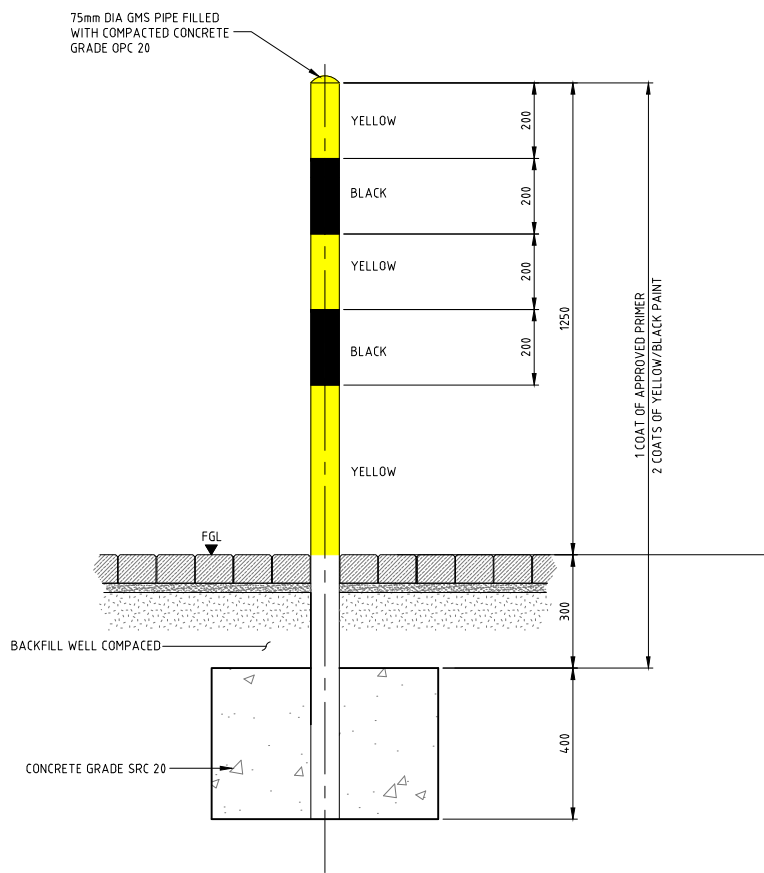 75mm DIA GMS PIPE FILLED
WITH COMPACTED CONCRETE
GRADE OPC 20
YELLOW
200
BLACK
200
YELLOW
200
BLACK
200
1250
1 COAT OF APPROVED PRIMER
2 COATS OF YELLOW/BLACK PAINT
YELLOW
FGL
300
BACKFILL WELL COMPACED
400
CONCRETE GRADE SRC 20